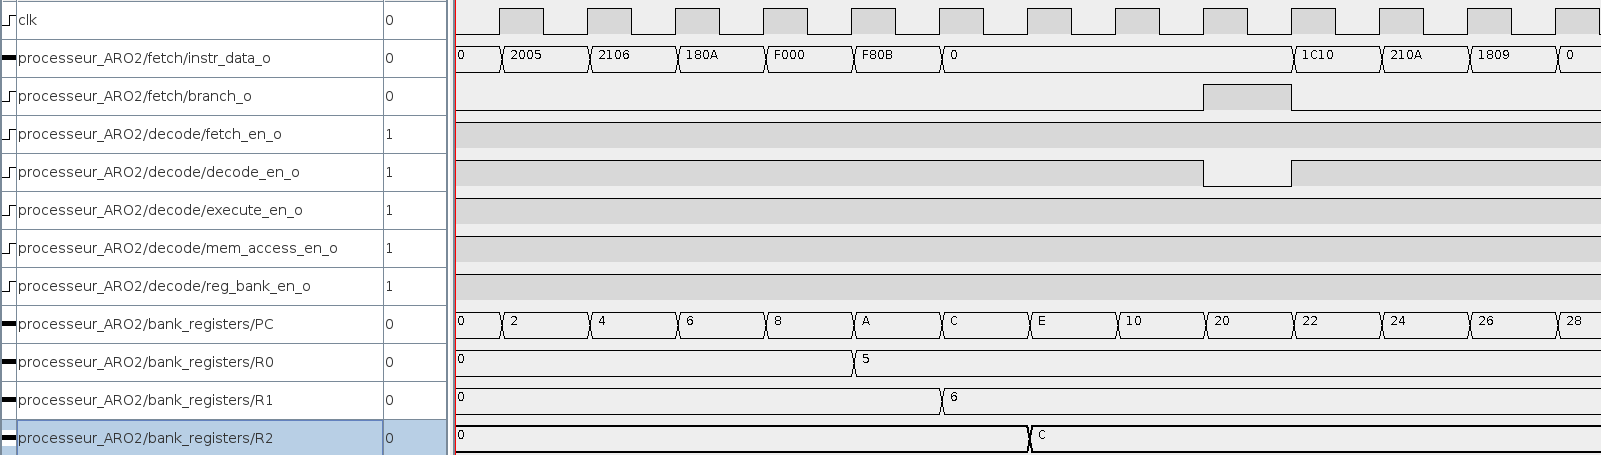 clk 0
processeur_ARO2/fetch/instr_data_o 0 0 2005 2106 180A F000 F80B 0 1C10 210A 1809 0
processeur_ARO2/fetch/branch_o 0
processeur_ARO2/decode/fetch_en_o 1
processeur_ARO2/decode/decode_en_o 1
processeur_ARO2/decode/execute_en_o 1
processeur_ARO2/decode/mem_access_en_o 1
processeur_ARO2/decode/reg_bank_en_o 1
processeur_ARO2/bank_registers/PC 0 0 2 4 6 8 A C E 10 20 22 24 26 28
processeur_ARO2/bank_registers/R0 0 0 5
processeur_ARO2/bank_registers/R1 0 0 6
processeur_ARO2/bank_registers/R2 0 0 C